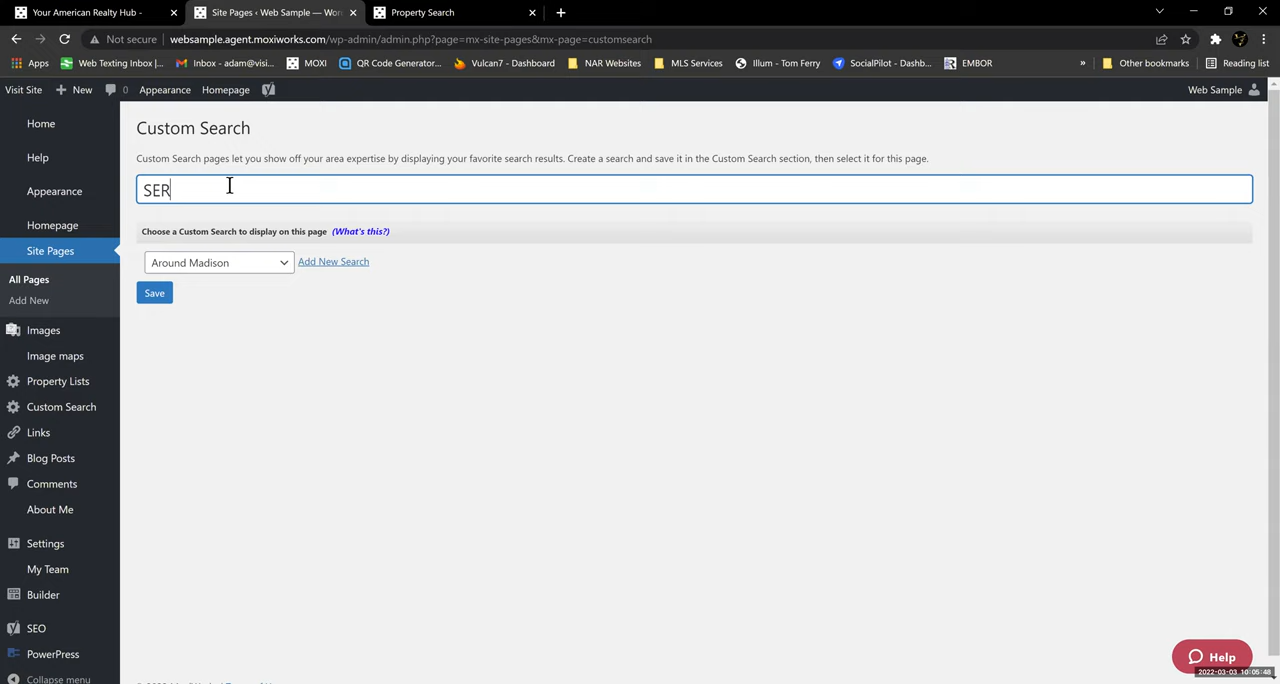 Your American Realty Hub -
Site Pages ‹ Web Sample — Wor
Property Search
Not secure
websample.agent.moxiworks.com/wp-admin/admin.php?page=mx-site-pages&mx-page=customsearch
Apps
Web Texting Inbox |...
Inbox - adam@visi...
MOXI
QR Code Generator...
Vulcan7 - Dashboard
NAR Websites
MLS Services
Illum - Tom Ferry
SocialPilot - Dashb...
EMBOR
»
Other bookmarks
Reading list
Visit Site
New
0
Appearance
Homepage
Web Sample
Home
Help
Appearance
Homepage
Site Pages
All Pages
Add New
Images
Image maps
Property Lists
Custom Search
Links
Blog Posts
Comments
About Me
Settings
My Team
Builder
SEO
PowerPress
Collapse menu
Custom Search
Custom Search pages let you show off your area expertise by displaying your favorite search results. Create a search and save it in the Custom Search section, then select it for this page.
SER
Choose a Custom Search to display on this page (What's this?)
Around Madison
Add New Search
Save
Help
2022-03-03 10:05:48